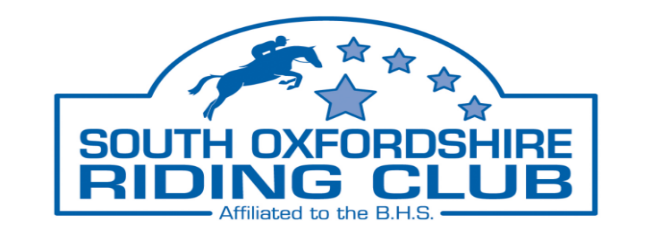 SOUTH OXFORDSHIRE
RIDING CLUB
Affiliated to the B.H.S.